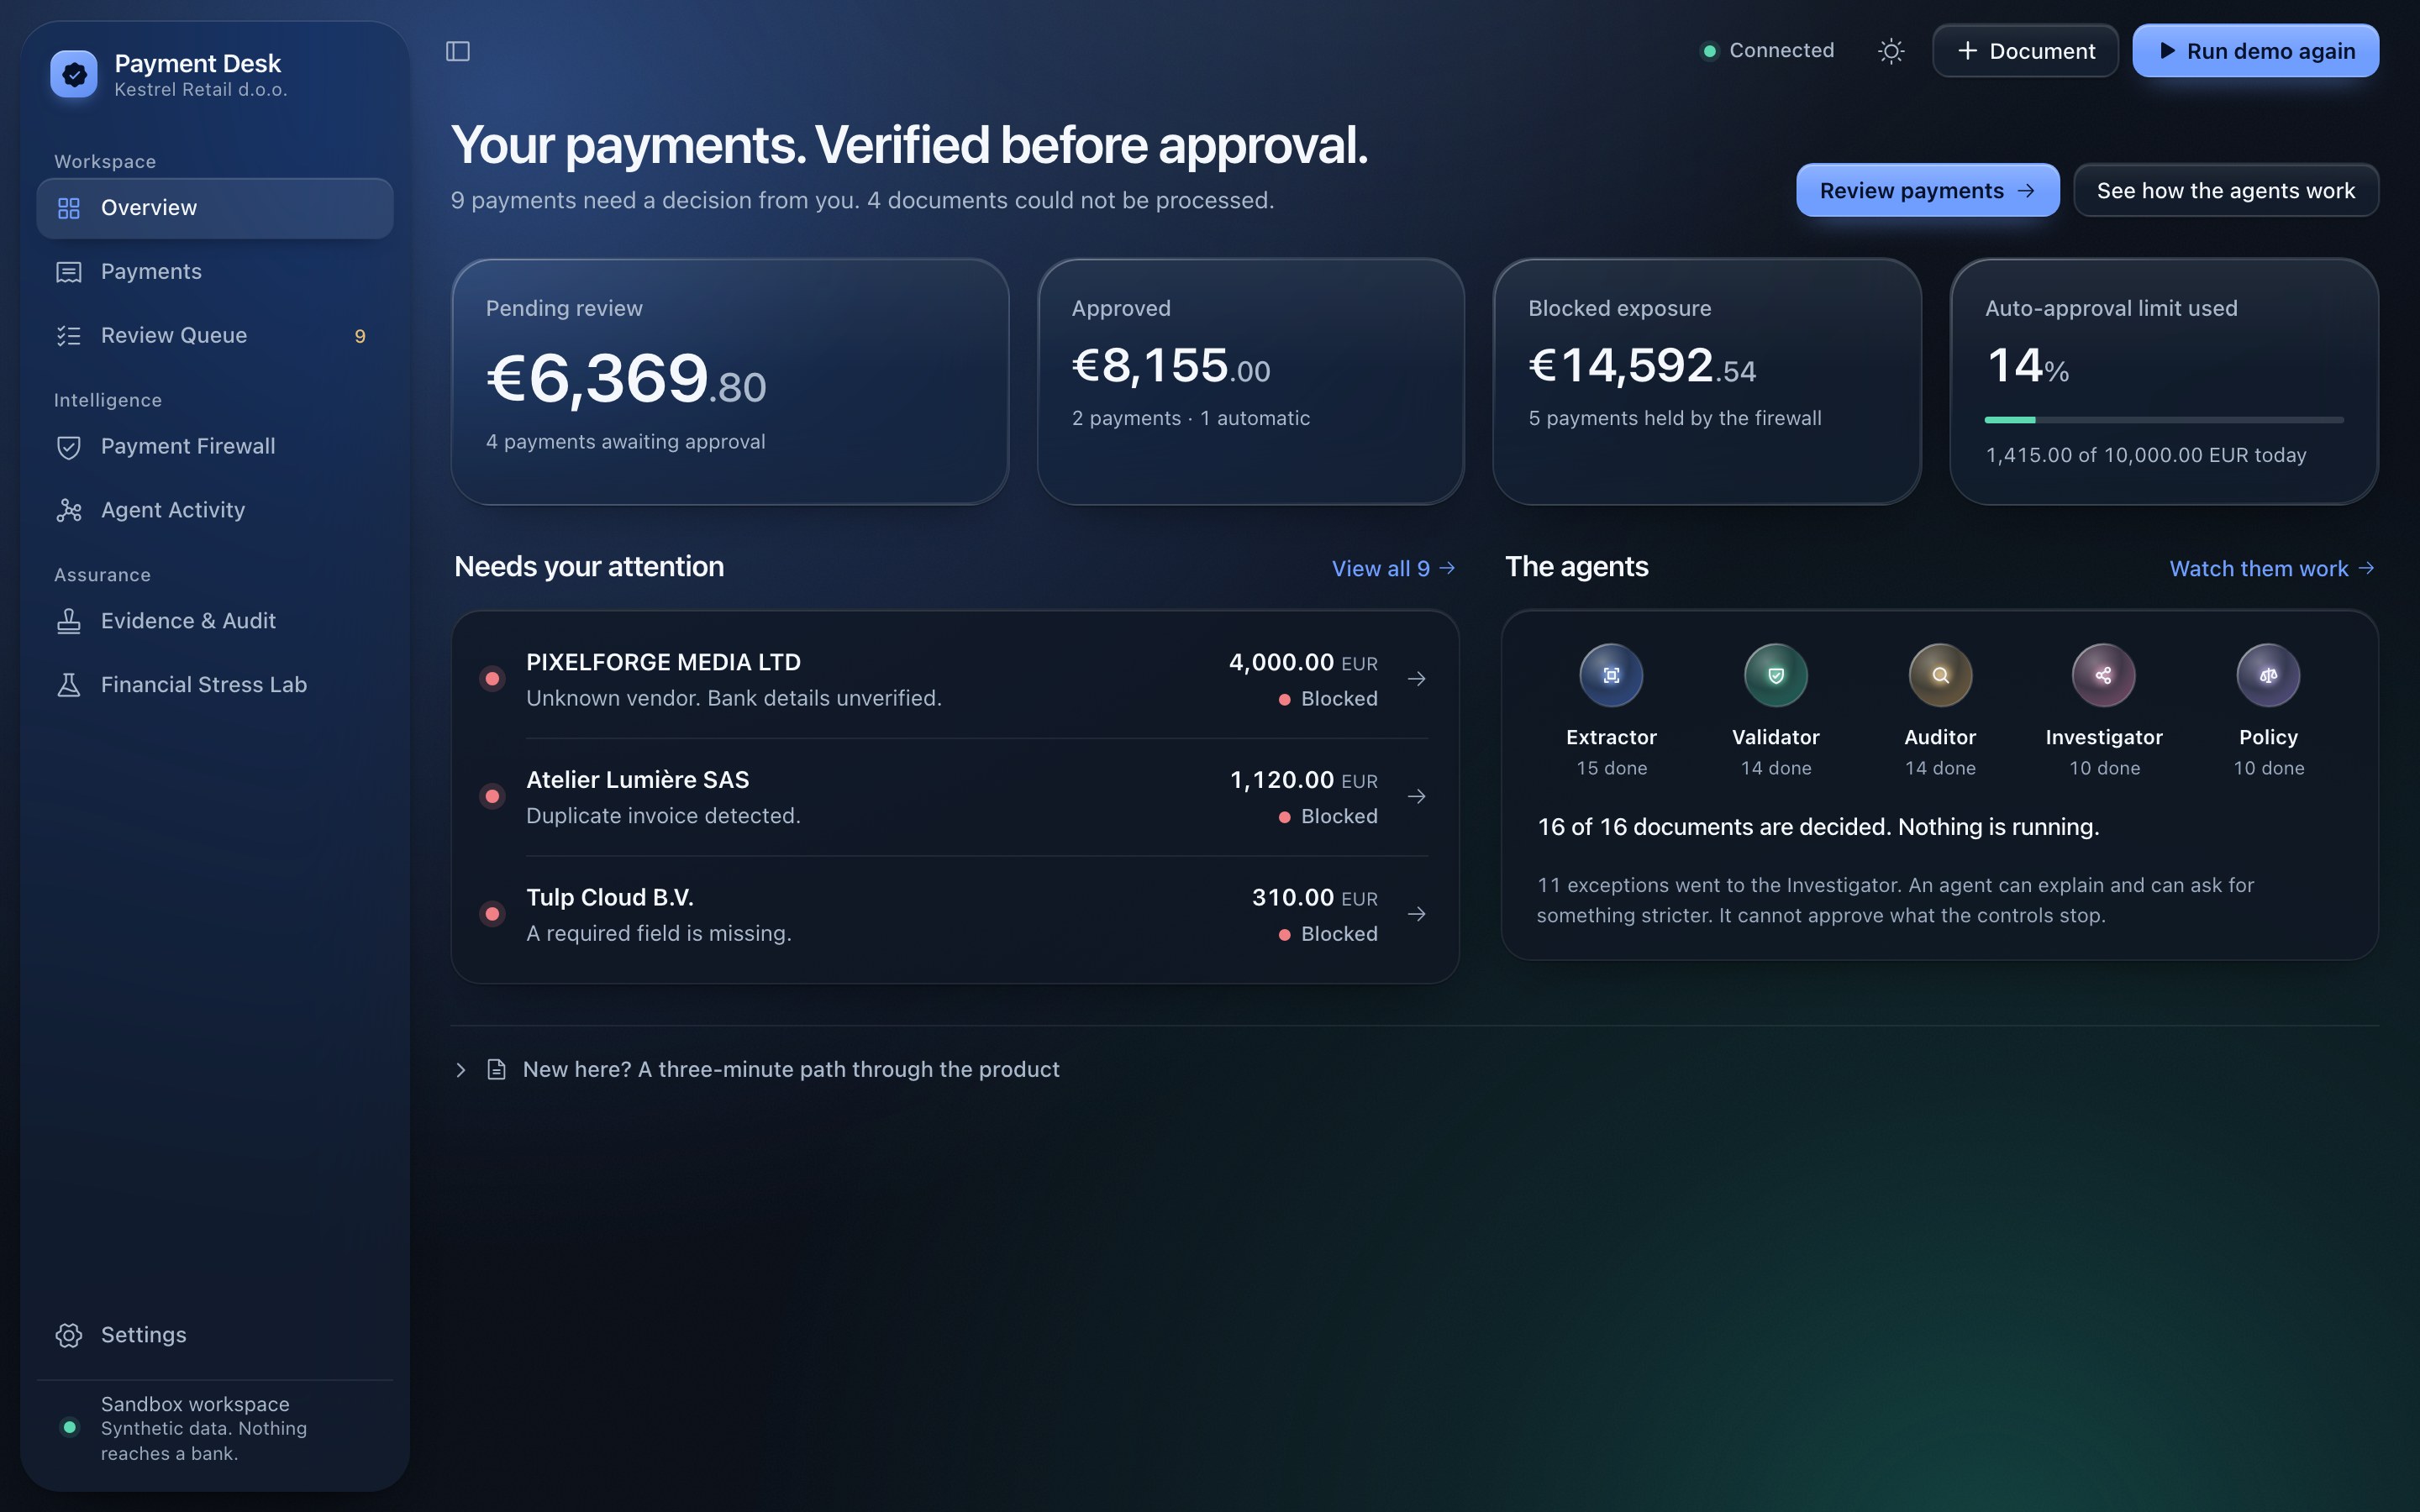 Payment Desk
Kestrel Retail d.o.o.
Workspace
Overview
Payments
Review Queue 9
Intelligence
Payment Firewall
Agent Activity
Assurance
Evidence & Audit
Financial Stress Lab
Settings
Sandbox workspace
Synthetic data. Nothing
reaches a bank.
Connected
Document
Run demo again
Your payments. Verified before approval.
9 payments need a decision from you. 4 documents could not be processed.
Review payments →
See how the agents work
Pending review
€6,369.80
4 payments awaiting approval
Approved
€8,155.00
2 payments · 1 automatic
Blocked exposure
€14,592.54
5 payments held by the firewall
Auto-approval limit used
14%
1,415.00 of 10,000.00 EUR today
Needs your attention
View all 9 →
PIXELFORGE MEDIA LTD
4,000.00 EUR
Unknown vendor. Bank details unverified.
Blocked
Atelier Lumière SAS
1,120.00 EUR
Duplicate invoice detected.
Blocked
Tulp Cloud B.V.
310.00 EUR
A required field is missing.
Blocked
The agents
Watch them work →
Extractor
15 done
Validator
14 done
Auditor
14 done
Investigator
10 done
Policy
10 done
16 of 16 documents are decided. Nothing is running.
11 exceptions went to the Investigator. An agent can explain and can ask for
something stricter. It cannot approve what the controls stop.
New here? A three-minute path through the product